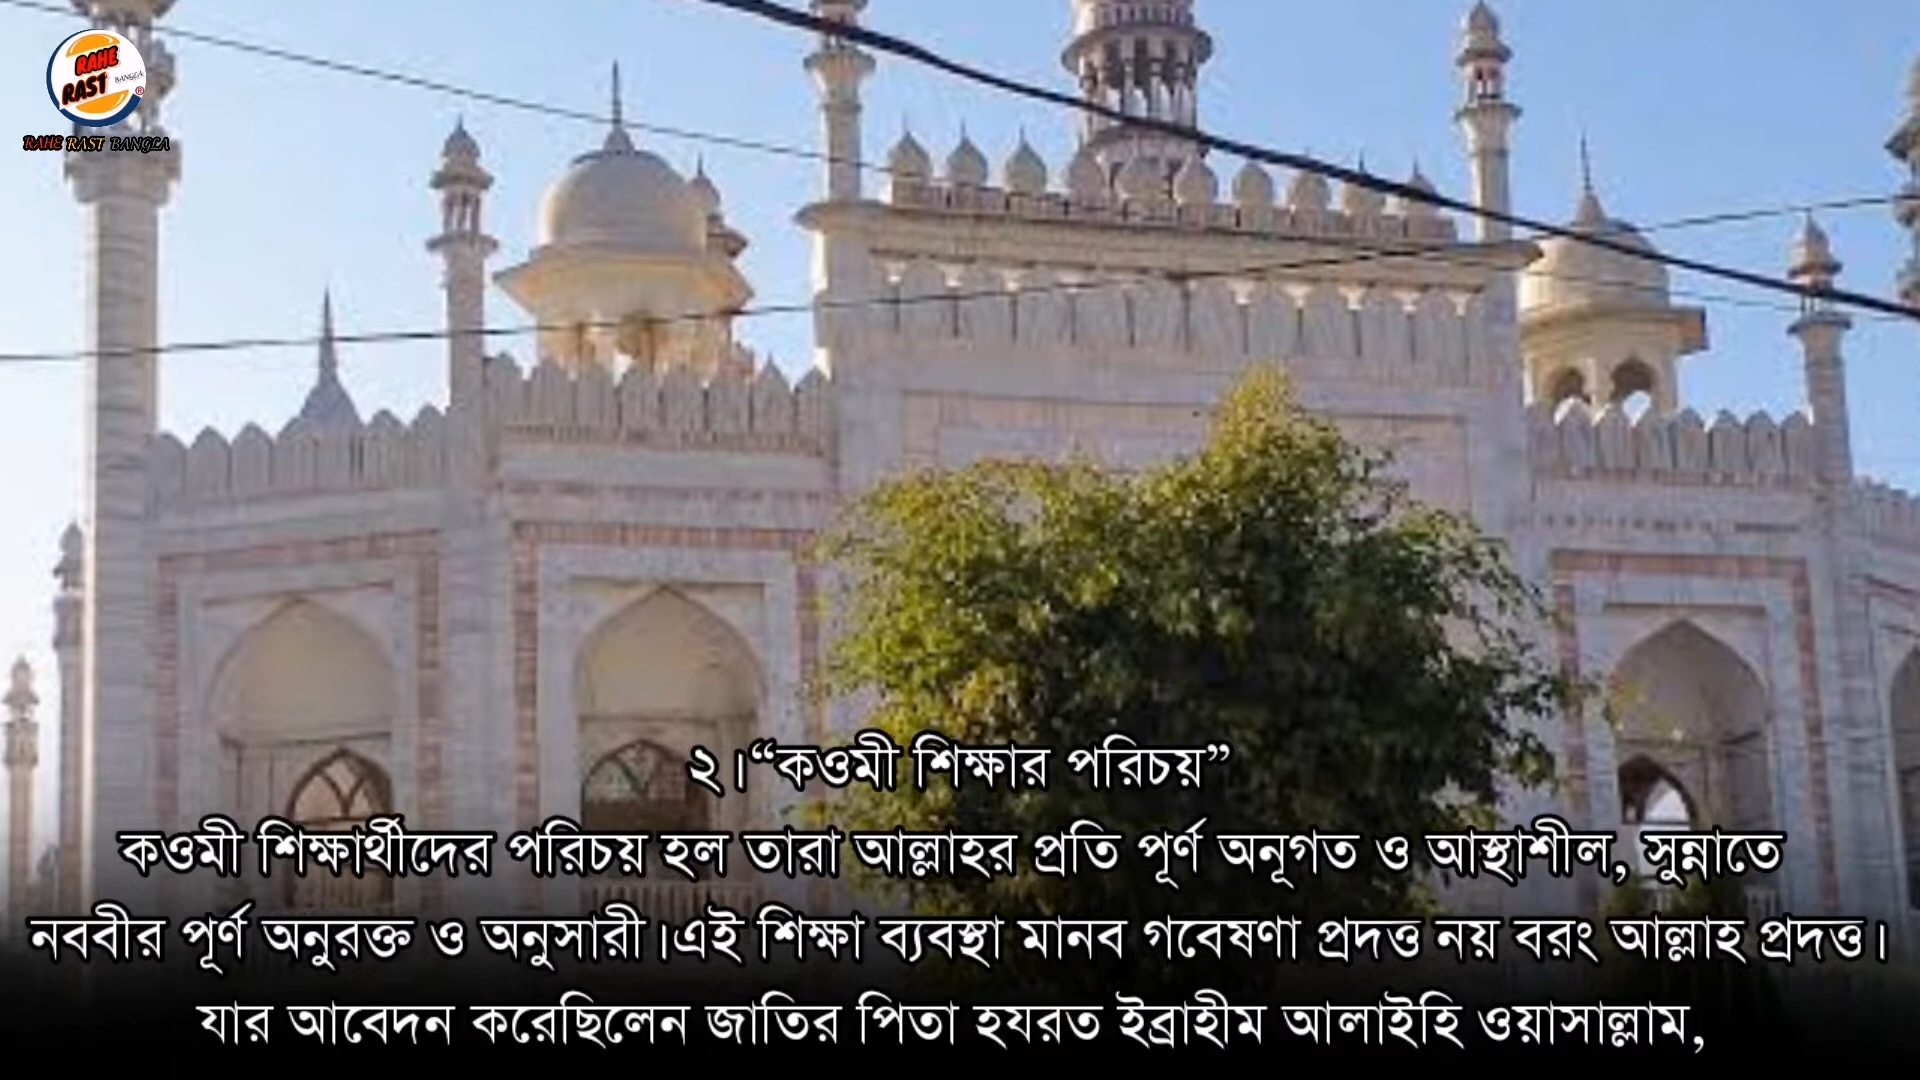 RAHE
RAST BANGLA ®
RAHE RAST BANGLA
২।“কওমী শিক্ষার পরিচয়”
কওমী শিক্ষার্থীদের পরিচয় হল তারা আল্লাহর প্রতি পূর্ণ অনূগত ও আস্থাশীল, সুন্নাতে
নববীর পূর্ণ অনুরক্ত ও অনুসারী।এই শিক্ষা ব্যবস্থা মানব গবেষণা প্রদত্ত নয় বরং আল্লাহ প্রদত্ত।
যার আবেদন করেছিলেন জাতির পিতা হযরত ইব্রাহীম আলাইহি ওয়াসাল্লাম,